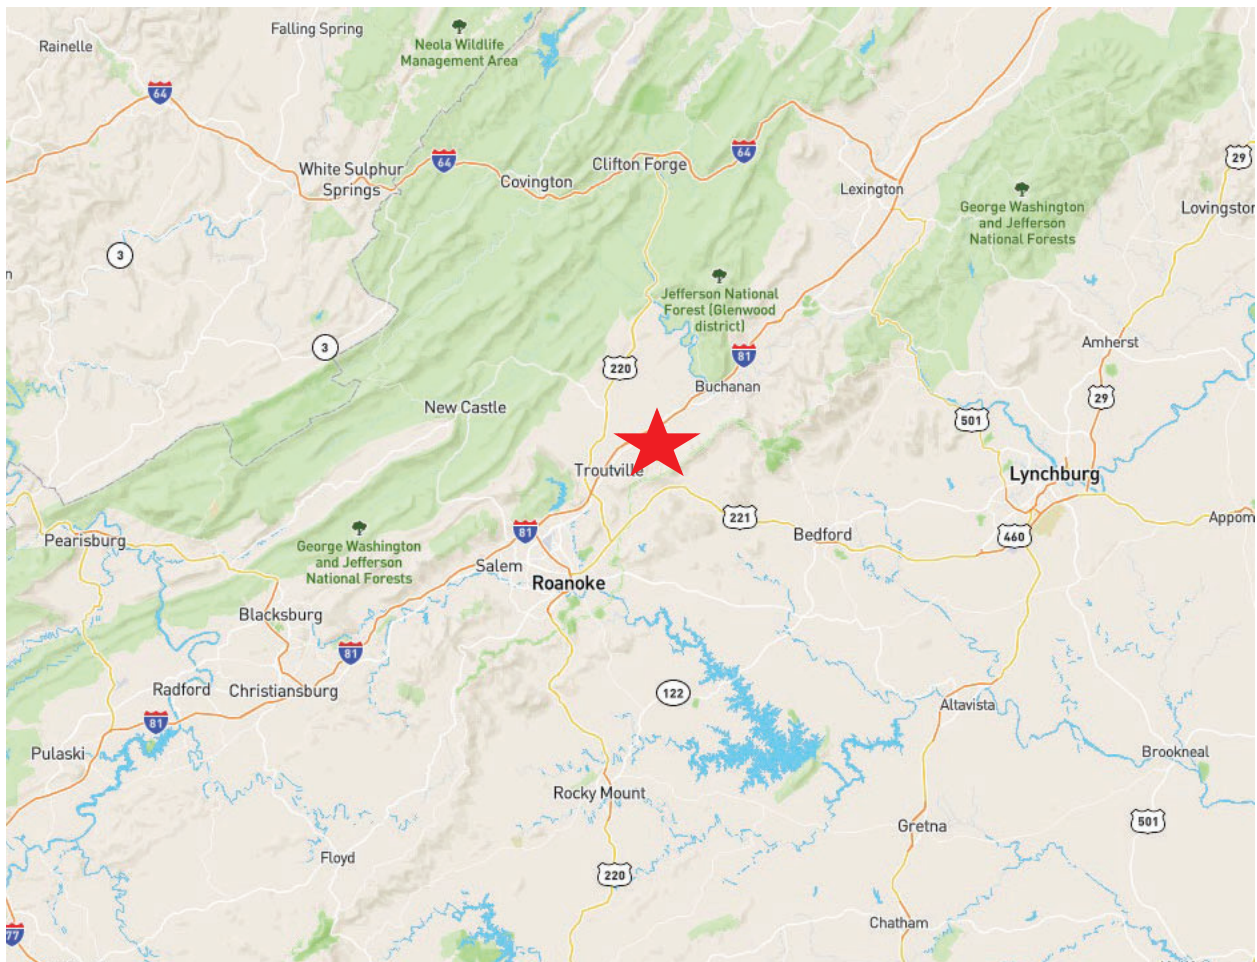 Falling Spring
Rainelle
Neola Wildlife
Management Area
64
64
64
Clifton Forge
29
White Sulphur
Springs
Covington
Lexington
George Washington
and Jefferson
National Forests
Lovingston
3
n
Jefferson National
Forest (Glenwood
district)
3
Amherst
81
220
Buchanan
29
New Castle
501
Troutville
Lynchburg
221
Appom
81
Bedford
460
Pearisburg
George Washington
and Jefferson
National Forests
Salem
Roanoke
Blacksburg
81
Radford
Christiansburg
122
Altavista
81
Pulaski
Brookneal
Rocky Mount
501
Gretna
Floyd
220
Chatham
77